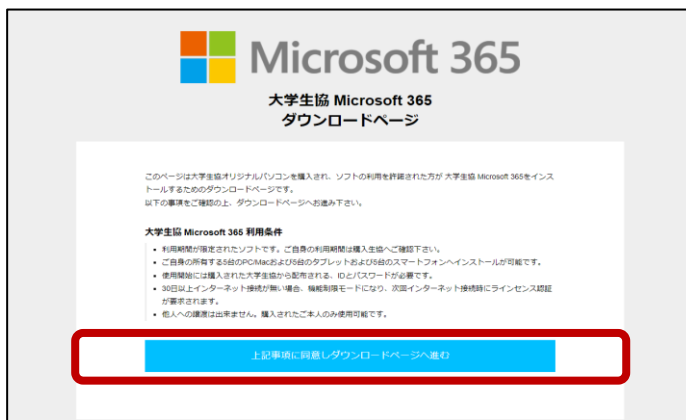 Microsoft 365
大学生協 Microsoft 365
ダウンロードページ
このページは大学生協オリジナルパソコンを購入され、ソフトの利用を許諾された方が 大学生協 Microsoft 365をインス
トールするためのダウンロードページです。
以下の事項をご確認の上、ダウンロードページへお進み下さい。
大学生協 Microsoft 365 利用条件
• 利用期間が限定されたソフトです。ご自身の利用期間は購入生協へご確認下さい。
• ご自身の所有する5台のPC/Macおよび5台のタブレットおよび5台のスマートフォンへインストールが可能です。
• 使用開始には購入された大学生協から配布される、IDとパスワードが必要です。
• 30日以上インターネット接続が無い場合、機能制限モードになり、次回インターネット接続時にラインセンス認証
が要求されます。
• 他人への譲渡は出来ません。購入されたご本人のみ使用可能です。
上記事項に同意しダウンロードページへ進む